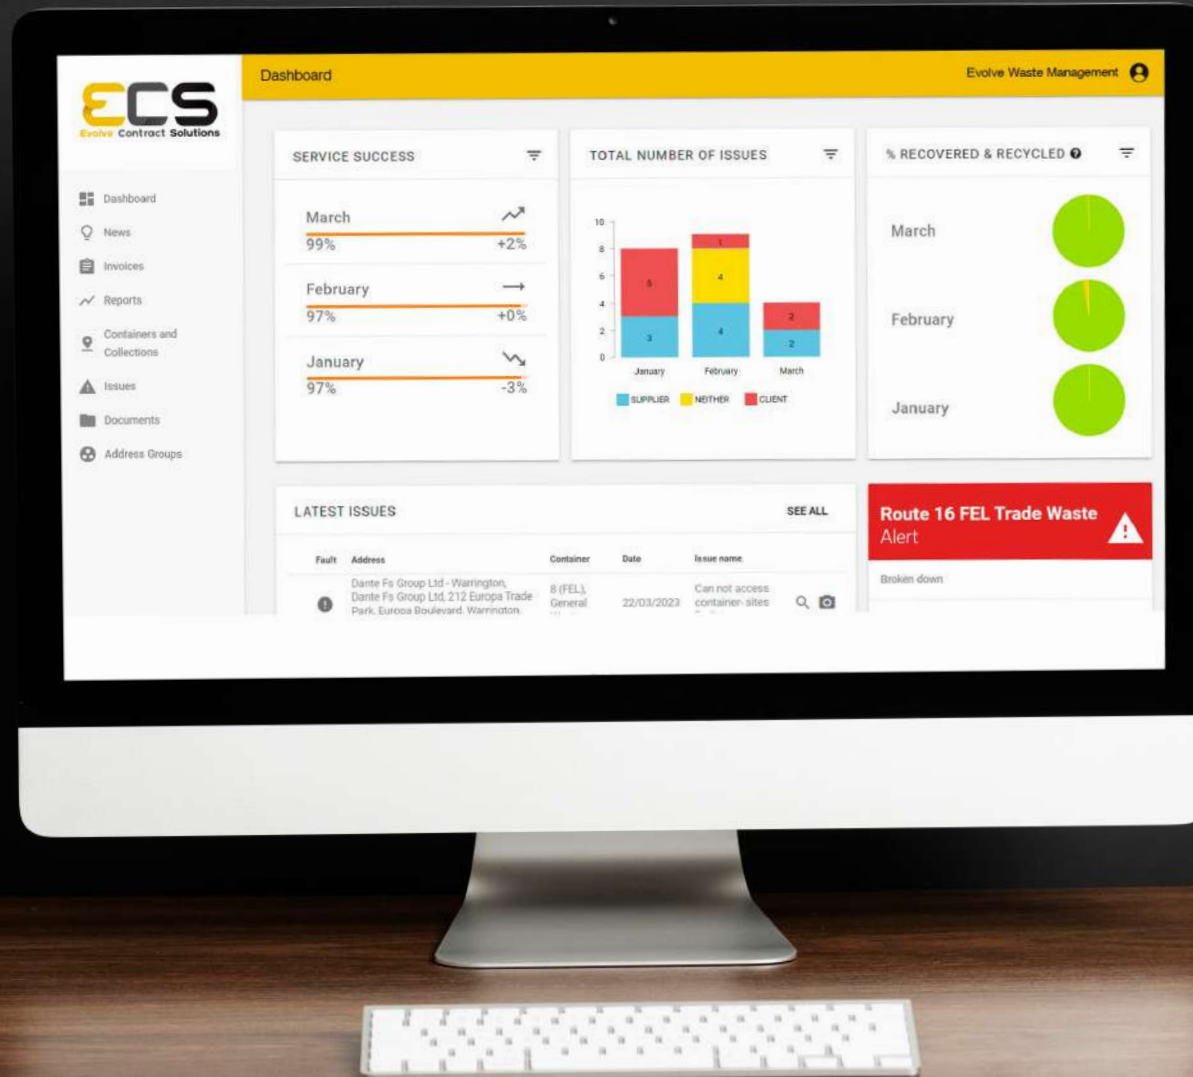 ECS
Evolve Contract Solutions
Dashboard
Evolve Waste Management
Dashboard
News
Invoices
Reports
Containers and
Collections
Issues
Documents
Address Groups
SERVICE SUCCESS
March
99% +2%
February
97% +0%
January
97% -3%
TOTAL NUMBER OF ISSUES
10
8
6
4
2
0
5
3
1
4
4
2
2
January February March
SUPPLIER NEITHER CLIENT
% RECOVERED & RECYCLED ?
March
February
January
LATEST ISSUES SEE ALL
Fault Address Container Date Issue name
Dante Fs Group Ltd - Warrington,
Dante Fs Group Ltd, 212 Europa Trade
Park, Europa Boulevard, Warrington,
8 (FEL),
General
22/03/2023
Can not access
container- sites
Route 16 FEL Trade Waste
Alert
Broken down